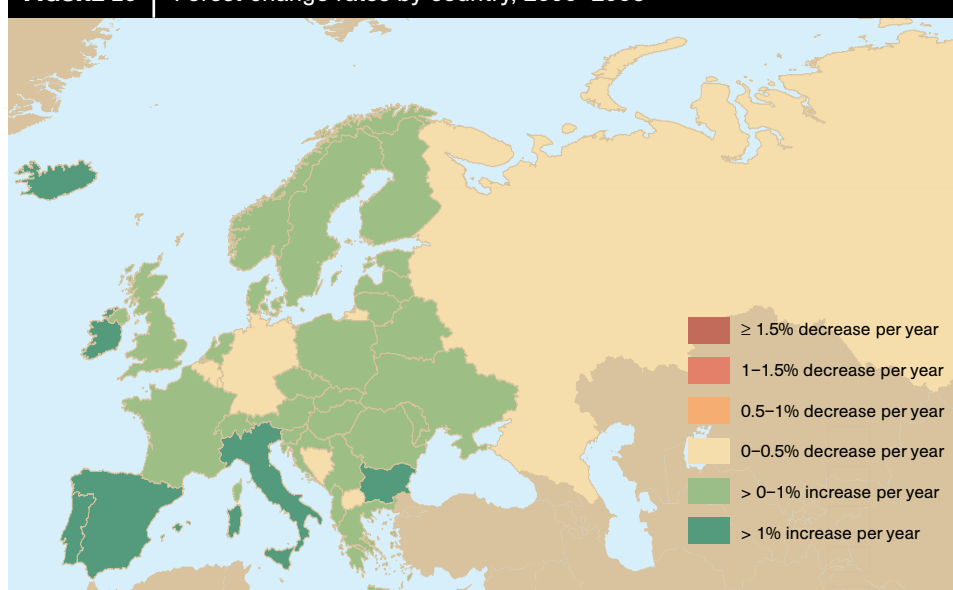 ≥ 1.5% decrease per year
1–1.5% decrease per year
0.5–1% decrease per year
0–0.5% decrease per year
> 0–1% increase per year
> 1% increase per year